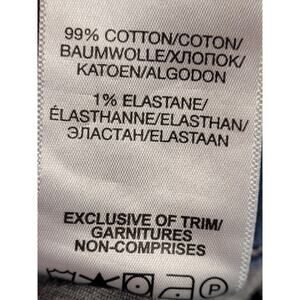 99% COTTON/COTON/
BAUMWOLLE/ХЛОПОК/
KATOEN/ALGODON
1% ELASTANE/
ÉLASTHANNE/ELASTHAN/
ЭЛАСТАН/ELASTAAN
EXCLUSIVE OF TRIM/
GARNITURES
NON-COMPRISES
P